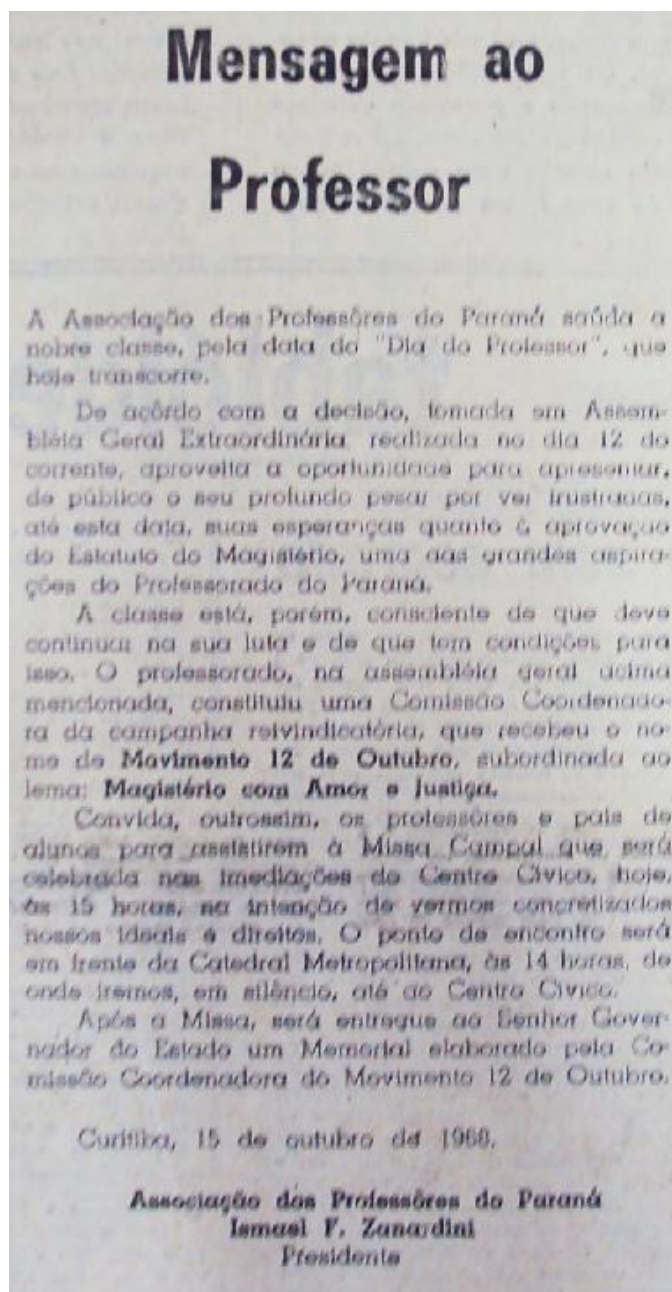 Mensagem ao
Professor
A Associação dos Professôres do Paraná saúda a
nobre classe, pela data do "Dia do Professor", que
hoje transcorre.
De acôrdo com a decisão, tomada em Assem-
bléia Geral Extraordinária realizada no dia 12 do
corrente, aproveita a oportunidade para apresentar,
de público o seu profundo pesar por ver frustradas,
até esta data, suas esperanças quanto à aprovação
do Estatuto do Magistério, uma das grandes aspira-
ções do Professorado do Paraná.
A classe está, porém, consciente de que deve
continuar na sua luta e de que tem condições para
isso. O professorado, na assembléia geral acima
mencionada, constituiu uma Comissão Coordenado-
ra da campanha reivindicatória, que recebeu o no-
me de Movimento 12 de Outubro, subordinada ao
lema: Magistério com Amor e Justiça.
Convida, outrossim, os professôres e pais de
alunos para assistirem à Missa Campal que será
celebrada nas imediações do Centro Cívico, hoje,
às 15 horas, na intenção de vermos concretizados
nossos ideais e direitos. O ponto de encontro será
em frente da Catedral Metropolitana, às 14 horas, de
onde iremos, em silêncio, até ao Centro Cívico.
Após a Missa, será entregue ao Senhor Gover-
nador do Estado um Memorial elaborado pela Co-
missão Coordenadora do Movimento 12 de Outubro.
Curitiba, 15 de outubro de 1968.
Associação dos Professôres do Paraná
Ismael F. Zanardini
Presidente